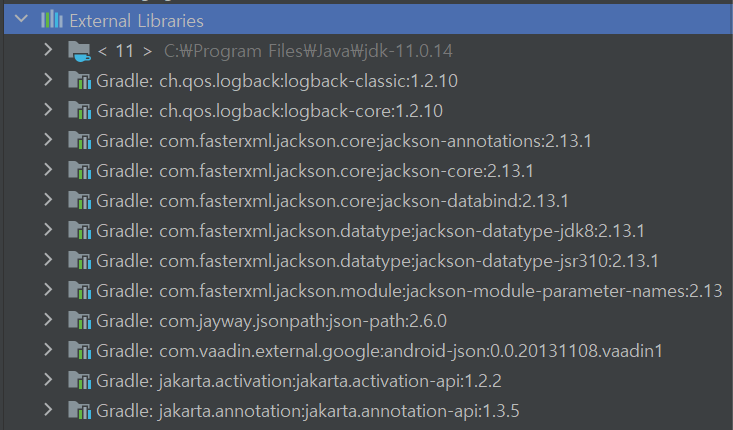 External Libraries
< 11 > C:₩Program Files₩Java₩jdk-11.0.14
Gradle: ch.qos.logback:logback-classic:1.2.10
Gradle: ch.qos.logback:logback-core:1.2.10
Gradle: com.fasterxml.jackson.core:jackson-annotations:2.13.1
Gradle: com.fasterxml.jackson.core:jackson-core:2.13.1
Gradle: com.fasterxml.jackson.core:jackson-databind:2.13.1
Gradle: com.fasterxml.jackson.datatype:jackson-datatype-jdk8:2.13.1
Gradle: com.fasterxml.jackson.datatype:jackson-datatype-jsr310:2.13.1
Gradle: com.fasterxml.jackson.module:jackson-module-parameter-names:2.13
Gradle: com.jayway.jsonpath:json-path:2.6.0
Gradle: com.vaadin.external.google:android-json:0.0.20131108.vaadin1
Gradle: jakarta.activation:jakarta.activation-api:1.2.2
Gradle: jakarta.annotation:jakarta.annotation-api:1.3.5